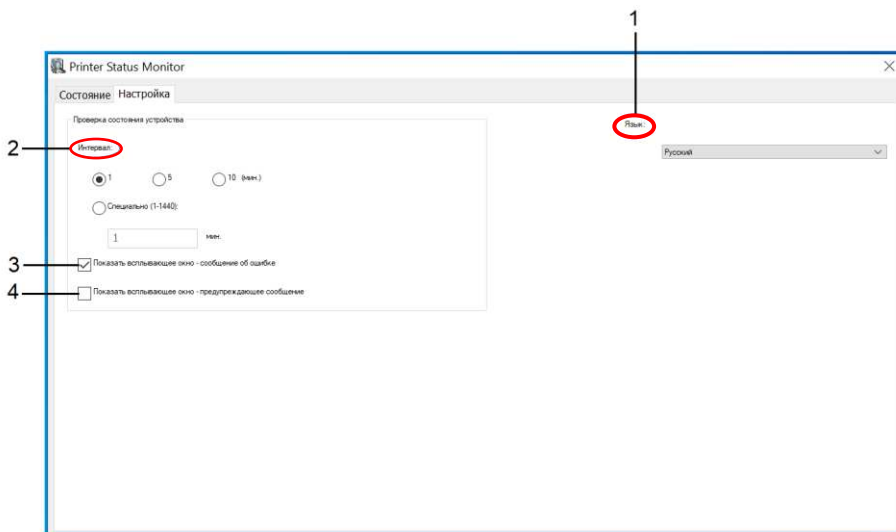 1
Printer Status Monitor
Состояние Настройка
Проверка состояния устройства
Язык:
2
Интервал:
Русский
1 5 10 (мин.)
Специально (1-1440):
1 мин.
3
Показать всплывающее окно - сообщение об ошибке
4
Показать всплывающее окно - предупреждающее сообщение